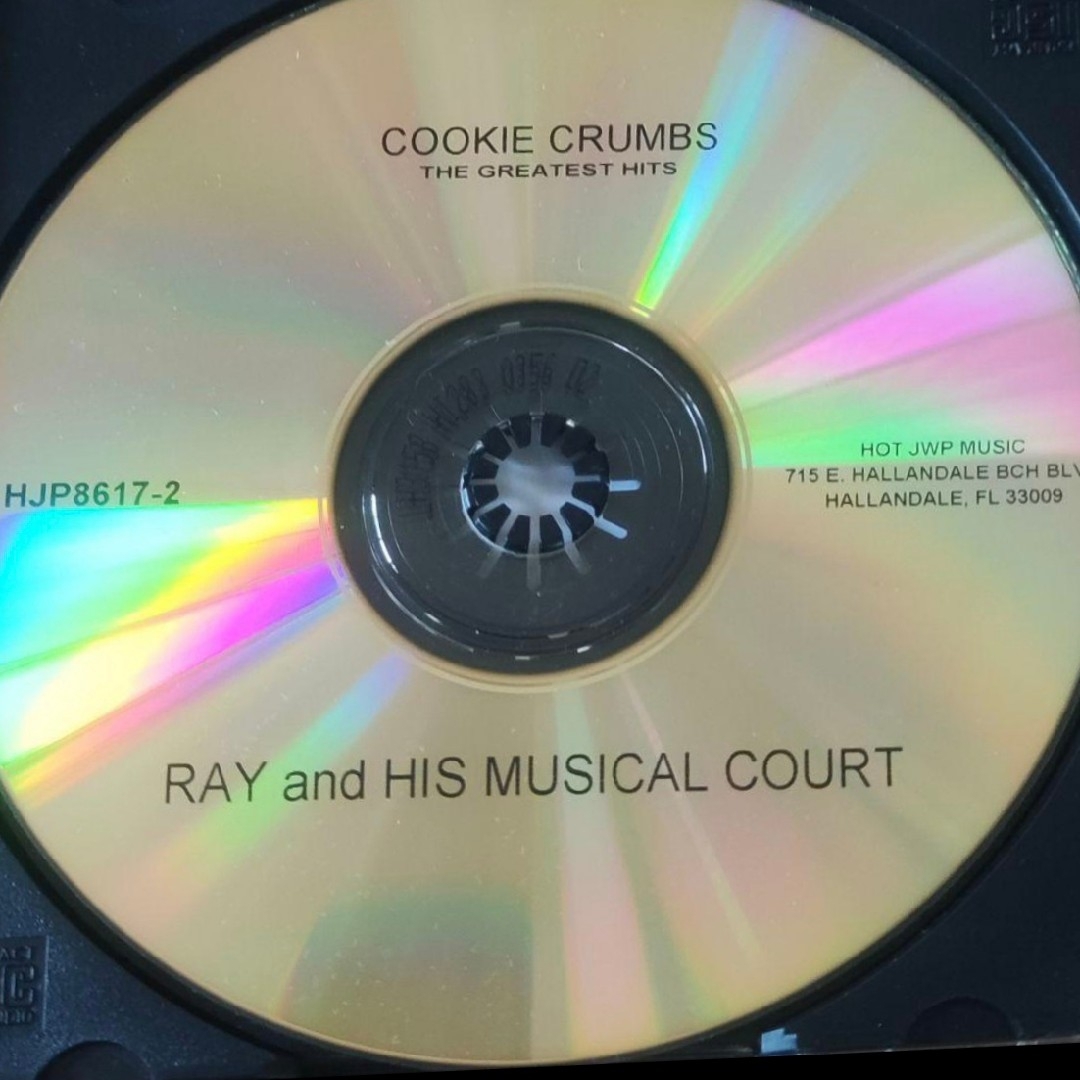 COOKIE CRUMBS
THE GREATEST HITS
HOT JWP MUSIC
715 E. HALLANDALE BCH BLV
HALLANDALE, FL 33009
HJP8617-2
RAY and HIS MUSICAL COURT